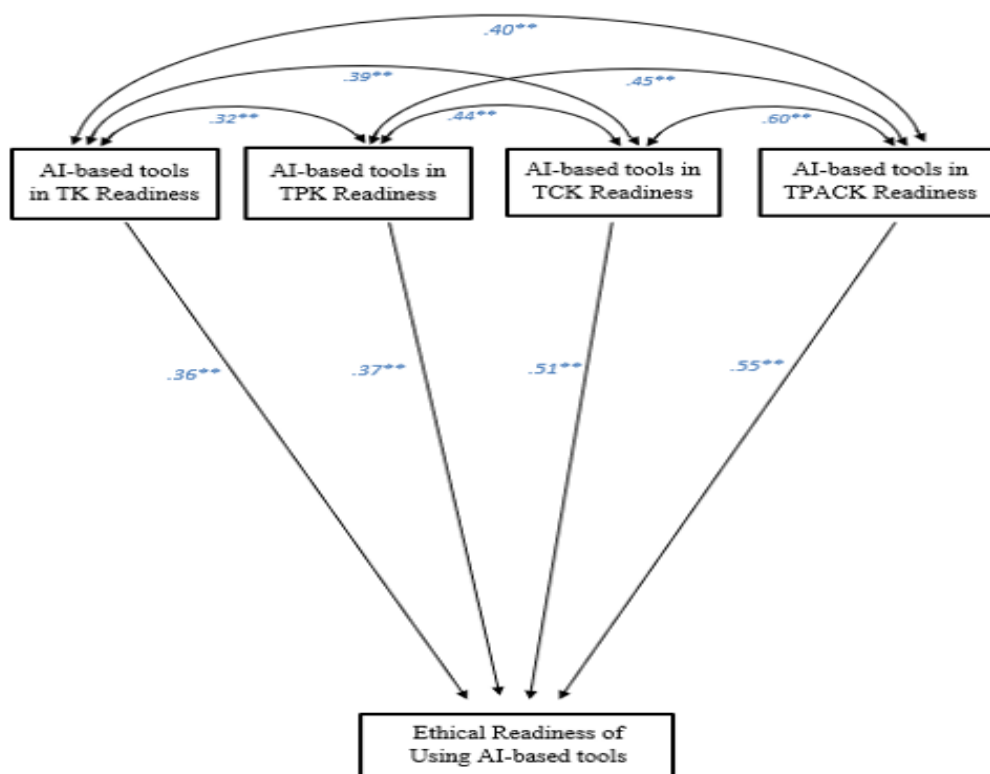 .40**
.39**
.45**
.32**
.44**
.60**
AI-based tools
in TK Readiness
AI-based tools in
TPK Readiness
AI-based tools in
TCK Readiness
AI-based tools in
TPACK Readiness
.36**
.37**
.51**
.55**
Ethical Readiness of
Using AI-based tools